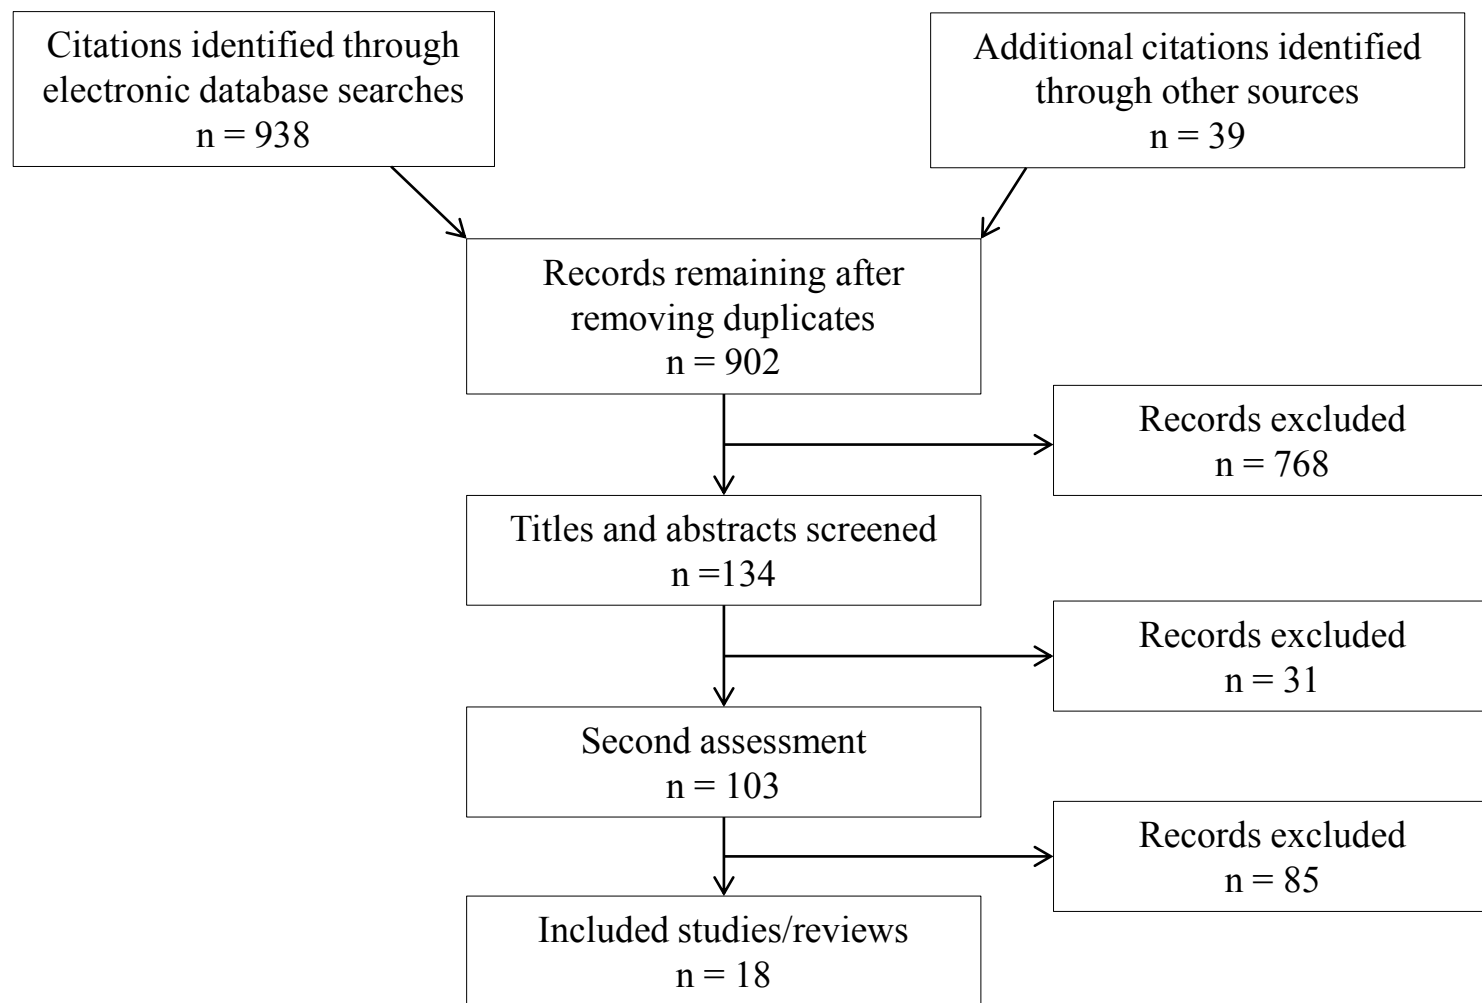 Citations identified through
electronic database searches
n = 938
Additional citations identified
through other sources
n = 39
Records remaining after
removing duplicates
n = 902
Records excluded
n = 768
Titles and abstracts screened
n =134
Records excluded
n = 31
Second assessment
n = 103
Records excluded
n = 85
Included studies/reviews
n = 18